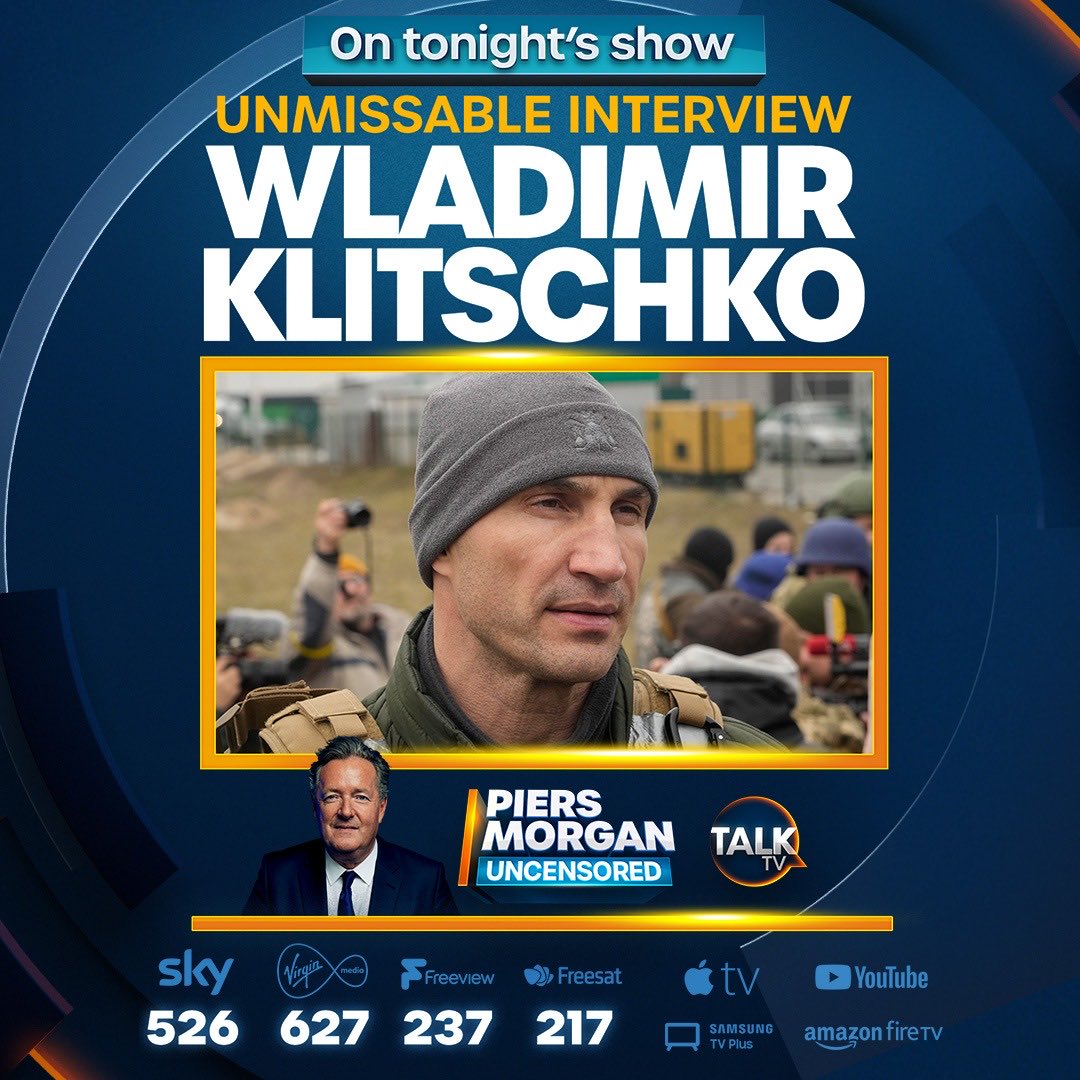 On tonight's show
UNMISSABLE INTERVIEW
WLADIMIR
KLITSCHKO
PIERS
MORGAN
UNCENSORED
TALK
TV
sky
Virgin media
Freeview
Freesat
tv
YouTube
526
627
237
217
SAMSUNG
TV Plus
amazon fireTV